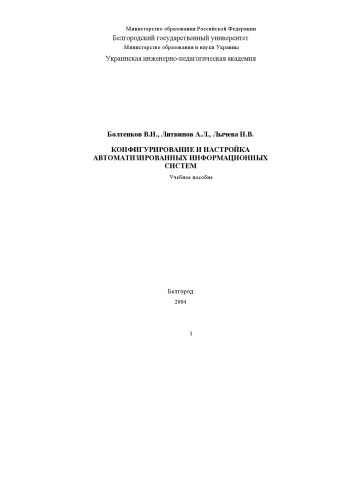 Министерство образования Российской Федерации
Белгородский государственный университет
Министерство образования и науки Украины
Украинская инженерно-педагогическая академия
Болтенков В.И., Литвинов А.Л., Лычева Н.В.
КОНФИГУРИРОВАНИЕ И НАСТРОЙКА
АВТОМАТИЗИРОВАННЫХ ИНФОРМАЦИОННЫХ
СИСТЕМ
Учебное пособие
Белгород
2004
1